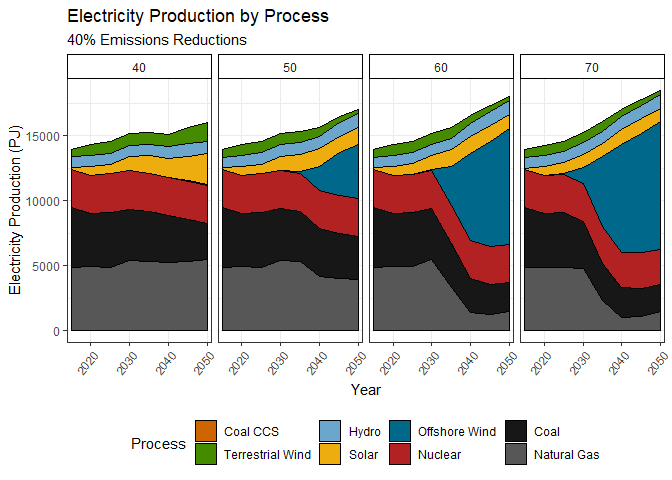 Electricity Production by Process
40% Emissions Reductions
40 50 60 70
Electricity Production (PJ)
15000
10000
5000
0
2020 2030 2040 2050 2020 2030 2040 2050 2020 2030 2040 2050 2020 2030 2040 2050
Year
Process
Coal CCS Hydro Offshore Wind Coal
Terrestrial Wind Solar Nuclear Natural Gas